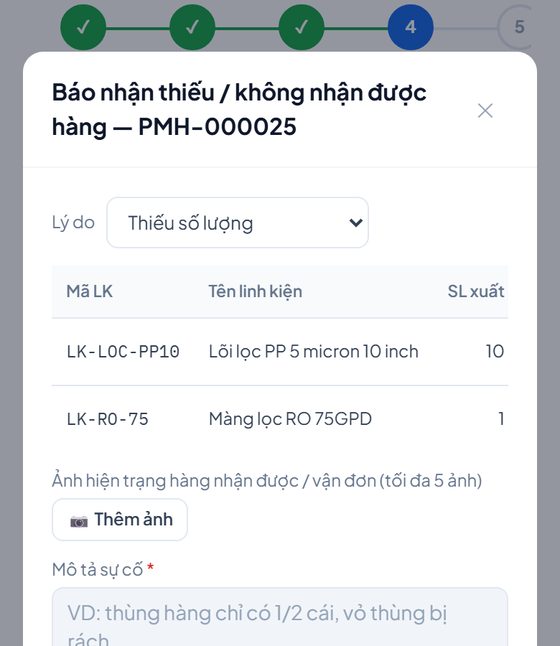 ✓ ✓ ✓ 4 5
Báo nhận thiếu / không nhận được
hàng — PMH-000025
Lý do Thiếu số lượng
Mã LK Tên linh kiện SL xuất
LK-LOC-PP10 Lõi lọc PP 5 micron 10 inch 10
LK-RO-75 Màng lọc RO 75GPD 1
Ảnh hiện trạng hàng nhận được / vận đơn (tối đa 5 ảnh)
Thêm ảnh
Mô tả sự cố *
VD: thùng hàng chỉ có 1/2 cái, vỏ thùng bị
rách